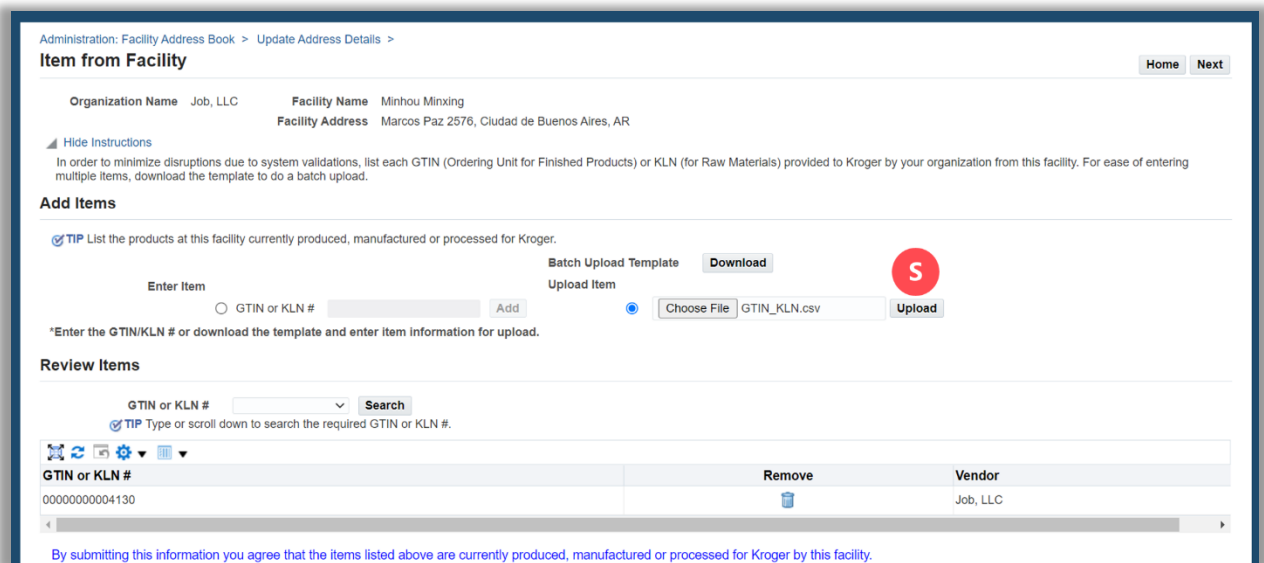 Administration: Facility Address Book > Update Address Details >
Item from Facility
Home Next
Organization Name Job, LLC Facility Name Minhou Minxing
Facility Address Marcos Paz 2576, Ciudad de Buenos Aires, AR
Hide Instructions
In order to minimize disruptions due to system validations, list each GTIN (Ordering Unit for Finished Products) or KLN (for Raw Materials) provided to Kroger by your organization from this facility. For ease of entering
multiple items, download the template to do a batch upload.
Add Items
TIP List the products at this facility currently produced, manufactured or processed for Kroger.
Batch Upload Template Download
S
Enter Item Upload Item
GTIN or KLN # Add Choose File GTIN_KLN.csv Upload
*Enter the GTIN/KLN # or download the template and enter item information for upload.
Review Items
GTIN or KLN # Search
TIP Type or scroll down to search the required GTIN or KLN #.
GTIN or KLN # Remove Vendor
00000000004130 Job, LLC
By submitting this information you agree that the items listed above are currently produced, manufactured or processed for Kroger by this facility.